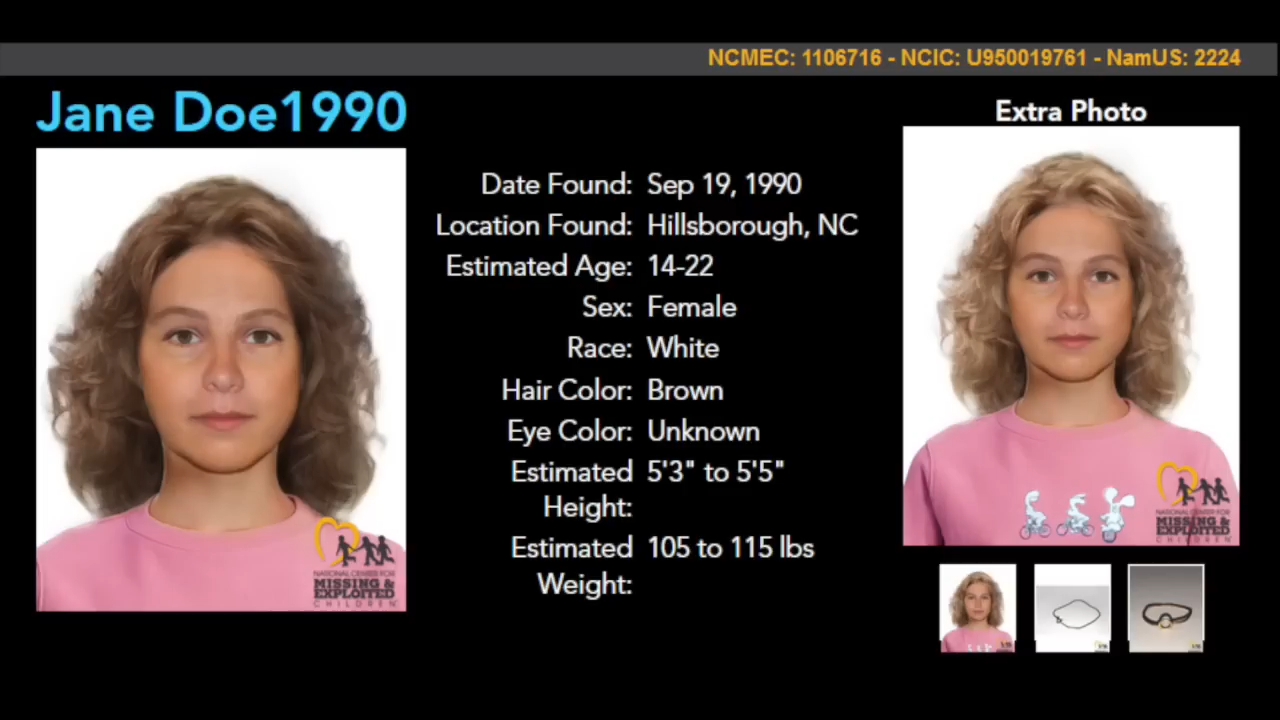 NCMEC: 1106716 - NCIC: U950019761 - NamUS: 2224
Jane Doe1990
Extra Photo
Date Found: Sep 19, 1990
Location Found: Hillsborough, NC
Estimated Age: 14-22
Sex: Female
Race: White
Hair Color: Brown
Eye Color: Unknown
Estimated 5'3" to 5'5"
Height:
Estimated 105 to 115 lbs
Weight:
NATIONAL CENTER FOR
MISSING &
EXPLOITED
CHILDREN
NATIONAL CENTER FOR
MISSING &
EXPLOITED
CHILDREN